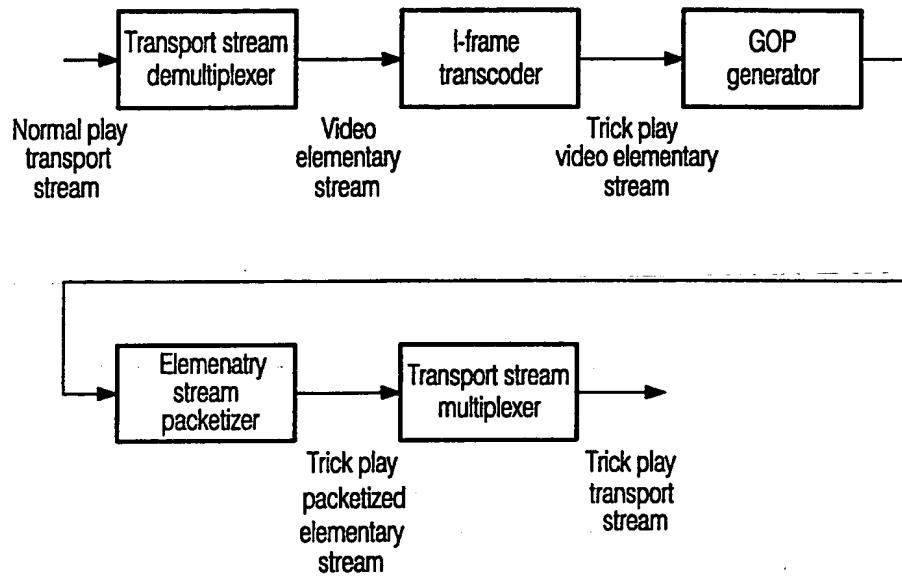 Transport stream
demultiplexer
I-frame
transcoder
GOP
generator
Normal play
transport
stream
Video
elementary
stream
Trick play
video elementary
stream
Elemenatry
stream
packetizer
Transport stream
multiplexer
Trick play
packetized
elementary
stream
Trick play
transport
stream